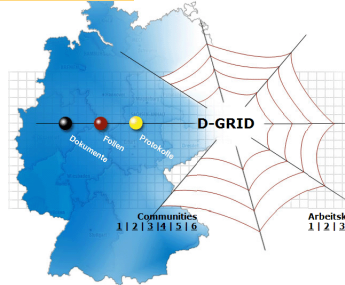 D-GRID
Dokumente
Folien
Protokolle
Communities
1 | 2 | 3 | 4 | 5 | 6
1 | 2 | 3